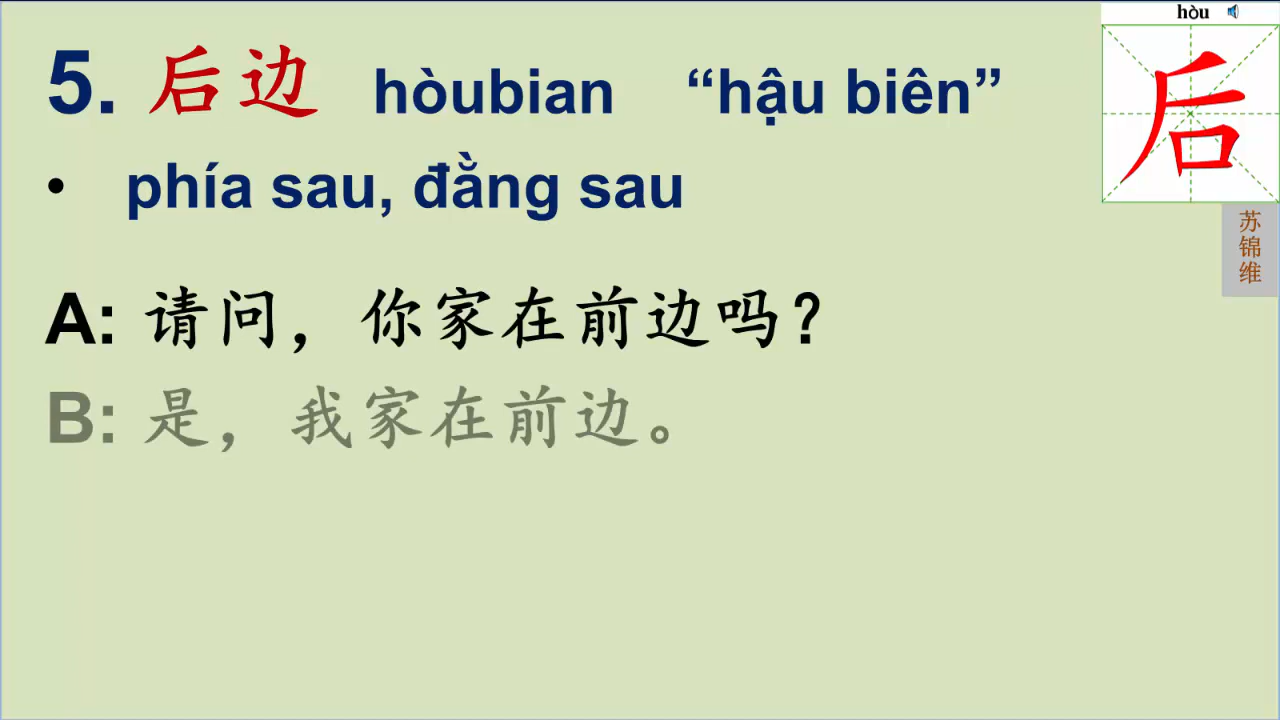 hòu
5. 后边 hòubian “hậu biên”
后
• phía sau, đằng sau
苏锦维
A: 请问，你家在前边吗？
B: 是，我家在前边。